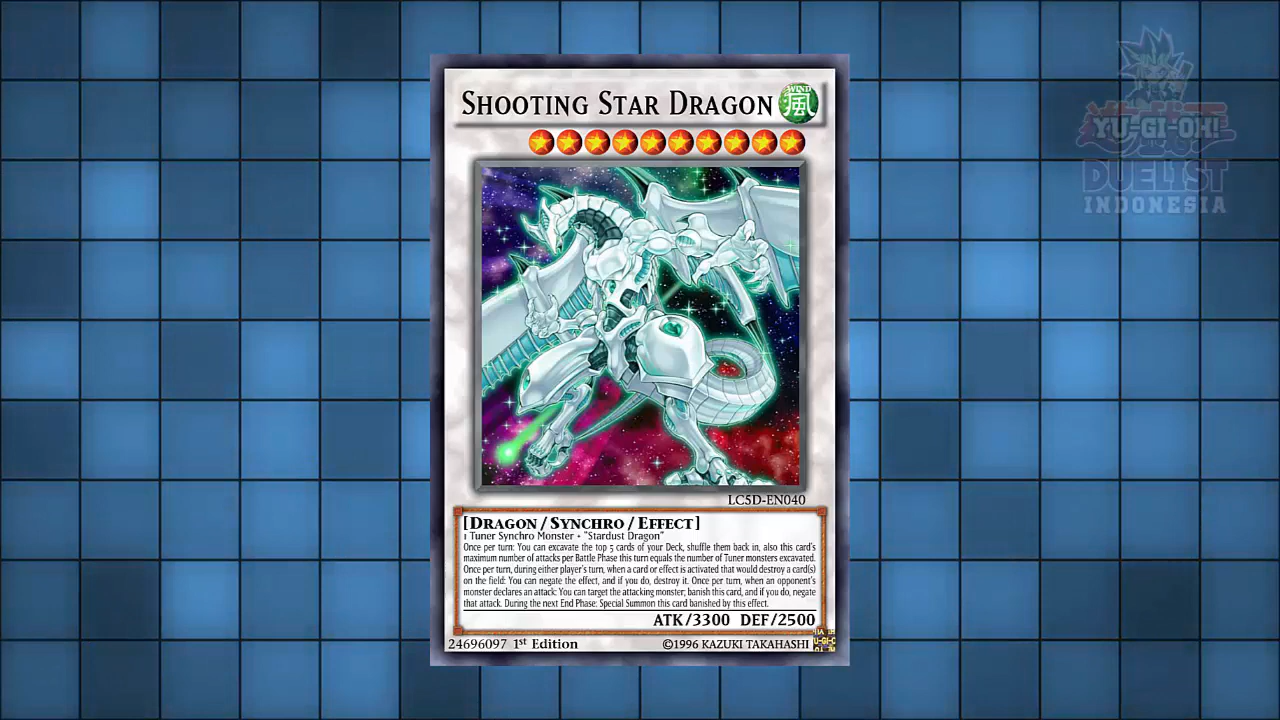 SHOOTING STAR DRAGON
WIND
風
YU-GI-OH!
DUELIST
INDONESIA
LC5D-EN040
[DRAGON / SYNCHRO / EFFECT]
1 Tuner Synchro Monster + "Stardust Dragon"
Once per turn: You can excavate the top 5 cards of your Deck, shuffle them back in, also this card's
maximum number of attacks per Battle Phase this turn equals the number of Tuner monsters excavated.
Once per turn, during either player's turn, when a card or effect is activated that would destroy a card(s)
on the field: You can negate the effect, and if you do, destroy it. Once per turn, when an opponent's
monster declares an attack: You can target the attacking monster; banish this card, and if you do, negate
that attack. During the next End Phase: Special Summon this card banished by this effect.
ATK/3300 DEF/2500
24696097 1st Edition
©1996 KAZUKI TAKAHASHI